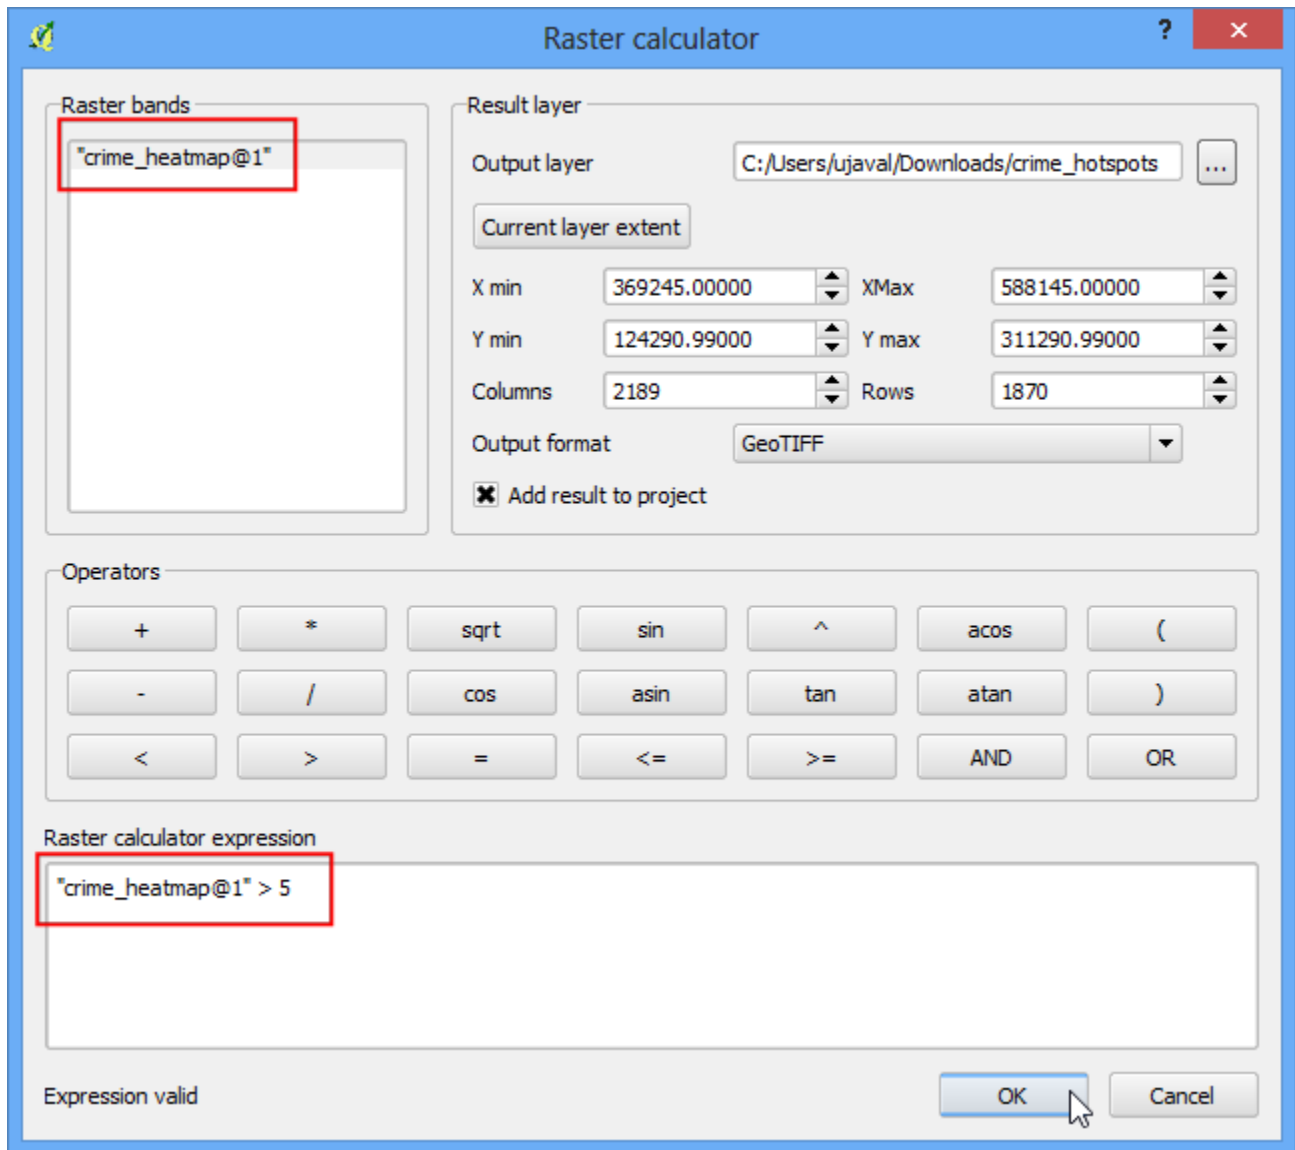 Raster calculator
?
Raster bands
"crime_heatmap@1"
Result layer
Output layer C:/Users/ujaval/Downloads/crime_hotspots ...
Current layer extent
X min 369245.00000 XMax 588145.00000
Y min 124290.99000 Y max 311290.99000
Columns 2189 Rows 1870
Output format GeoTIFF
Add result to project
Operators
+ * sqrt sin ^ acos (
- / cos asin tan atan )
< > = <= >= AND OR
Raster calculator expression
"crime_heatmap@1" > 5
Expression valid OK Cancel